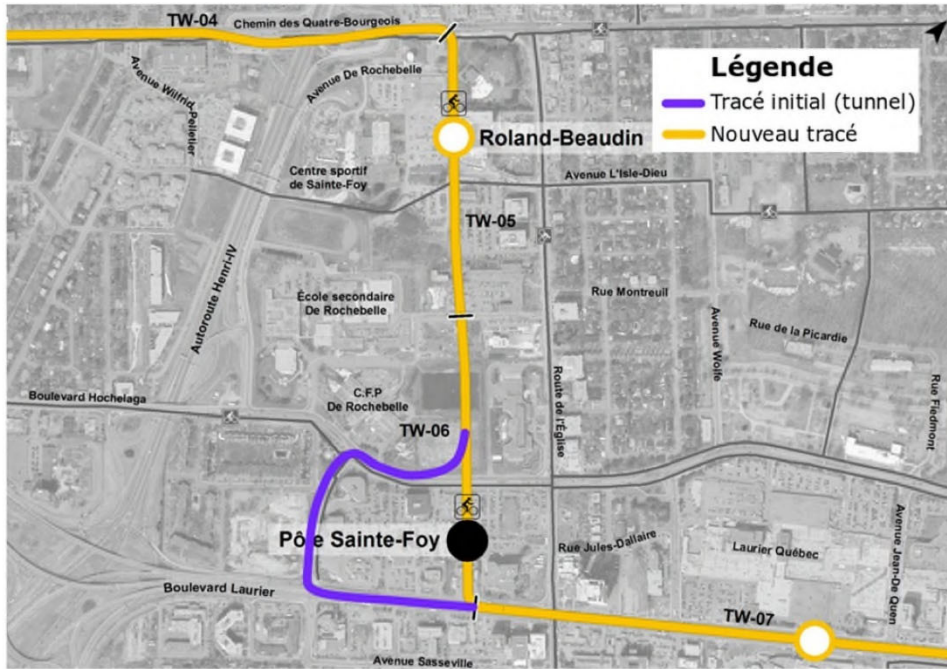 TW-04
Chemin des Quatre-Bourgeois
Légende
Tracé initial (tunnel)
Nouveau tracé
Avenue De Rochebelle
Avenue Wilfrid-
Pelletier
Roland-Beaudin
Centre sportif
de Sainte-Foy
Avenue L'Isle-Dieu
TW-05
Autoroute Henri-IV
École secondaire
De Rochebelle
Rue Montreuil
Avenue Wolfe
Rue de la Picardie
Rue Fledmont
Boulevard Hochelaga
C.F.P
De Rochebelle
Route de l'Église
TW-06
Pôle Sainte-Foy
Rue Jules-Dallaire
Laurier Québec
Avenue Jean-De Quen
Boulevard Laurier
TW-07
Avenue Sasseville